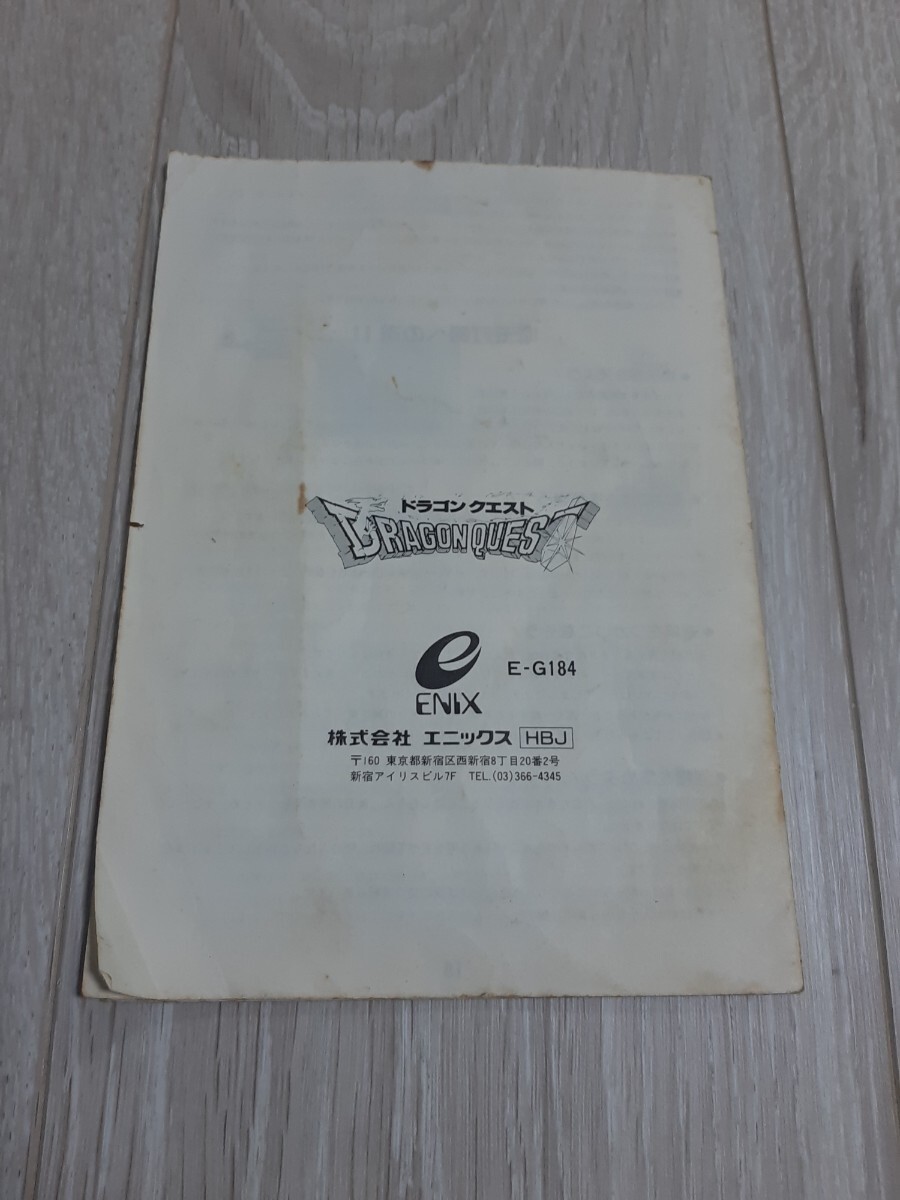 ドラゴンクエスト
DRAGON QUEST
e
ENIX
E-G184
株式会社 エニックス HBJ
〒160 東京都新宿区西新宿8丁目20番2号
新宿アイリスビル7F TEL.(03)366-4345